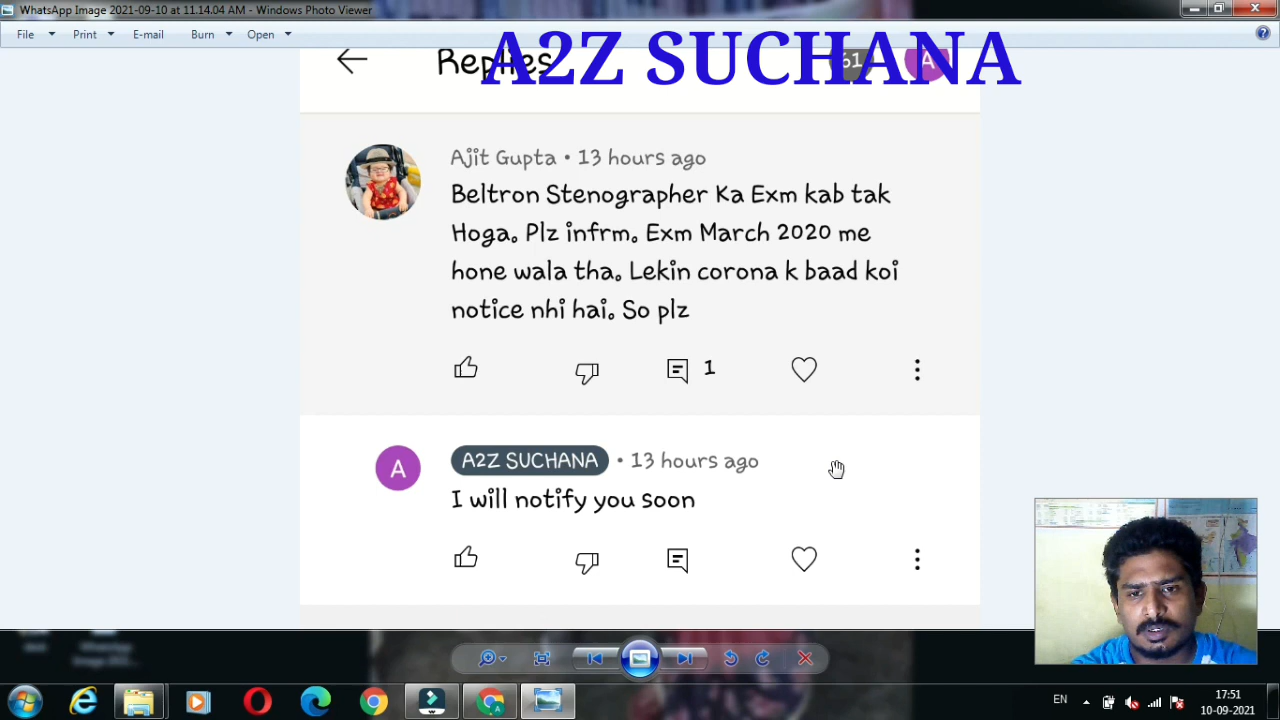 WhatsApp Image 2021-09-10 at 11.14.04 AM - Windows Photo Viewer
File Print E-mail Burn Open
A2Z SUCHANA
Replies 61 A
Ajit Gupta • 13 hours ago
Beltron Stenographer Ka Exm kab tak
Hoga. Plz infrm. Exm March 2020 me
hone wala tha. Lekin corona k baad koi
notice nhi hai. So plz
1
A A2Z SUCHANA • 13 hours ago
I will notify you soon
WhatsApp
EN 17:51
10-09-2021